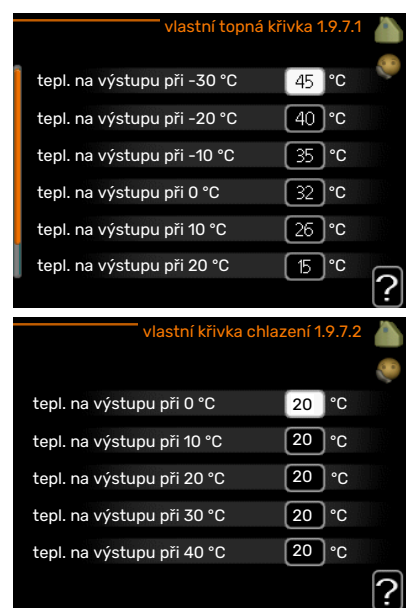 vlastní topná křivka 1.9.7.1
tepl. na výstupu při -30 °C 45 °C
tepl. na výstupu při -20 °C 40 °C
tepl. na výstupu při -10 °C 35 °C
tepl. na výstupu při 0 °C 32 °C
tepl. na výstupu při 10 °C 26 °C
tepl. na výstupu při 20 °C 15 °C
?
vlastní křivka chlazení 1.9.7.2
tepl. na výstupu při 0 °C 20 °C
tepl. na výstupu při 10 °C 20 °C
tepl. na výstupu při 20 °C 20 °C
tepl. na výstupu při 30 °C 20 °C
tepl. na výstupu při 40 °C 20 °C
?